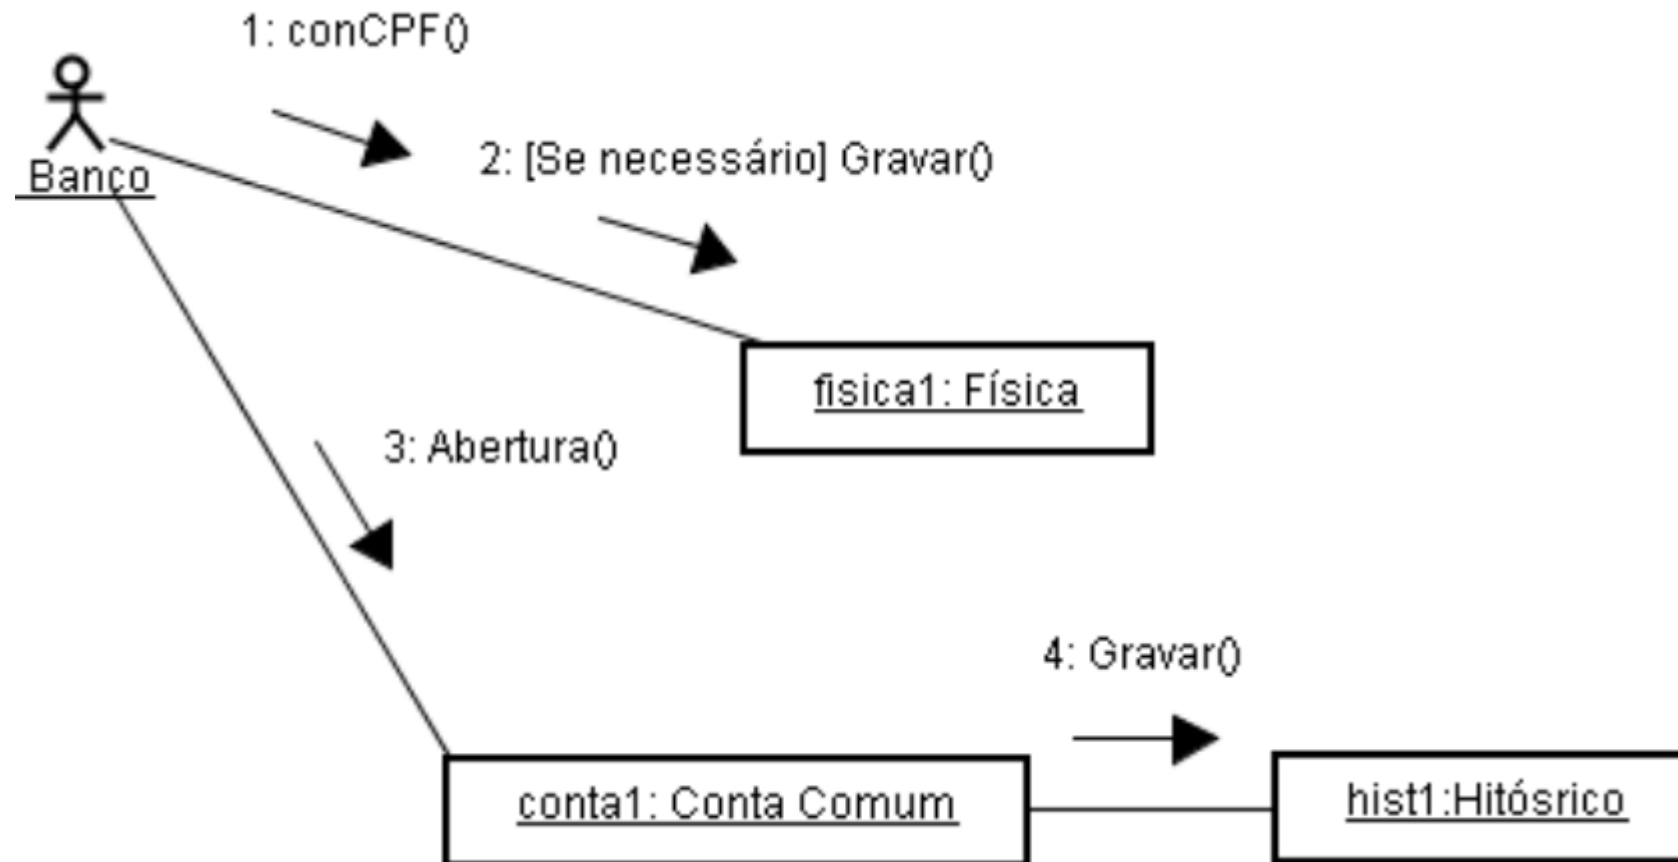 1: conCPF()
2: [Se necessário] Gravar()
Banco
fisica1: Física
3: Abertura()
4: Gravar()
conta1: Conta Comum
hist1:Hitósrico